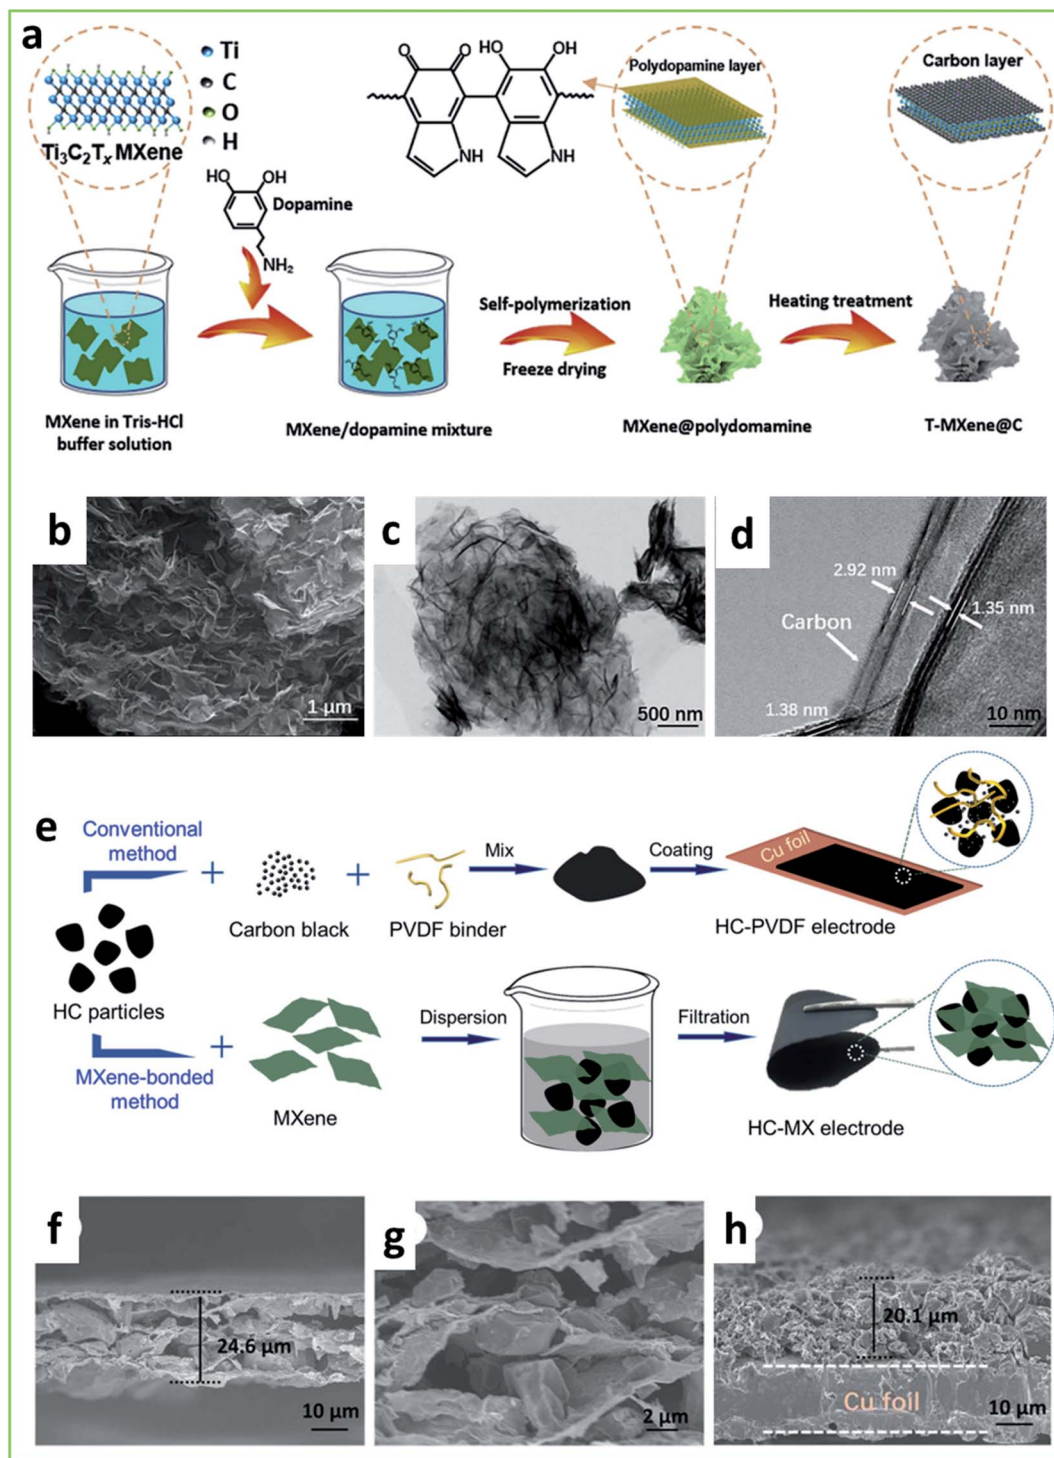 a
Ti
C
O
H
Ti₃C₂Tₓ MXene
HO
OH
Dopamine
NH₂
O
O
HO
OH
NH
NH
Polydopamine layer
Carbon layer
Self-polymerization
Freeze drying
Heating treatment
MXene in Tris-HCl
buffer solution
MXene/dopamine mixture
MXene@polydomamine
T-MXene@C
b
1 µm
c
500 nm
d
2.92 nm
1.35 nm
Carbon
1.38 nm
10 nm
e
Conventional
method
+
+
Mix
Coating
Cu foil
Carbon black
PVDF binder
HC-PVDF electrode
HC particles
MXene-bonded
method
+
MXene
Dispersion
Filtration
HC-MX electrode
f
24.6 µm
10 µm
g
2 µm
h
20.1 µm
Cu foil
10 µm